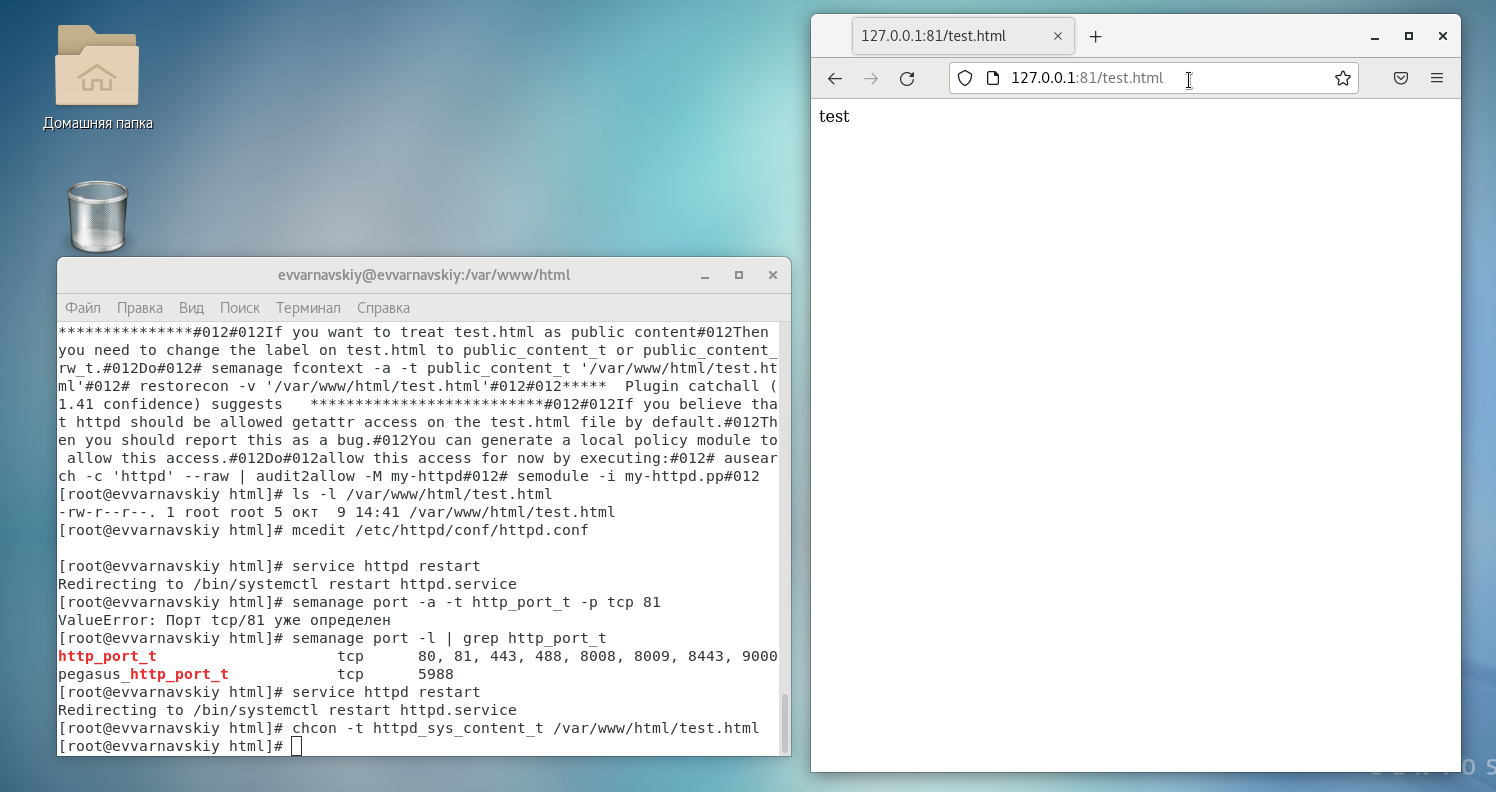 Домашняя папка
evvarnavskiy@evvarnavskiy:/var/www/html
Файл Правка Вид Поиск Терминал Справка
***************#012#012If you want to treat test.html as public content#012Then
you need to change the label on test.html to public_content_t or public_content_
rw_t.#012Do#012# semanage fcontext -a -t public_content_t '/var/www/html/test.ht
ml'#012# restorecon -v '/var/www/html/test.html'#012#012*****  Plugin catchall (
1.41 confidence) suggests   **************************#012#012If you believe tha
t httpd should be allowed getattr access on the test.html file by default.#012Th
en you should report this as a bug.#012You can generate a local policy module to
 allow this access.#012Do#012allow this access for now by executing:#012# ausear
ch -c 'httpd' --raw | audit2allow -M my-httpd#012# semodule -i my-httpd.pp#012
[root@evvarnavskiy html]# ls -l /var/www/html/test.html
-rw-r--r--. 1 root root 5 окт  9 14:41 /var/www/html/test.html
[root@evvarnavskiy html]# mcedit /etc/httpd/conf/httpd.conf
[root@evvarnavskiy html]# service httpd restart
Redirecting to /bin/systemctl restart httpd.service
[root@evvarnavskiy html]# semanage port -a -t http_port_t -p tcp 81
ValueError: Порт tcp/81 уже определен
[root@evvarnavskiy html]# semanage port -l | grep http_port_t
http_port_t                    tcp      80, 81, 443, 488, 8008, 8009, 8443, 9000
pegasus_http_port_t            tcp      5988
[root@evvarnavskiy html]# service httpd restart
Redirecting to /bin/systemctl restart httpd.service
[root@evvarnavskiy html]# chcon -t httpd_sys_content_t /var/www/html/test.html
[root@evvarnavskiy html]#
127.0.0.1:81/test.html
127.0.0.1:81/test.html
test